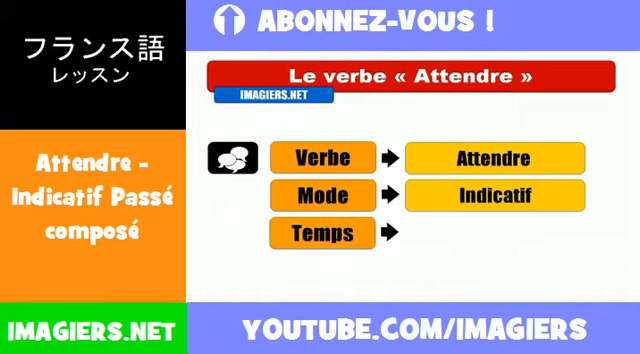 フランス語
レッスン
Attendre -
Indicatif Passé
composé
IMAGIERS.NET
ABONNEZ-VOUS !
Le verbe « Attendre »
IMAGIERS.NET
Verbe Attendre
Mode Indicatif
Temps
YOUTUBE.COM/IMAGIERS